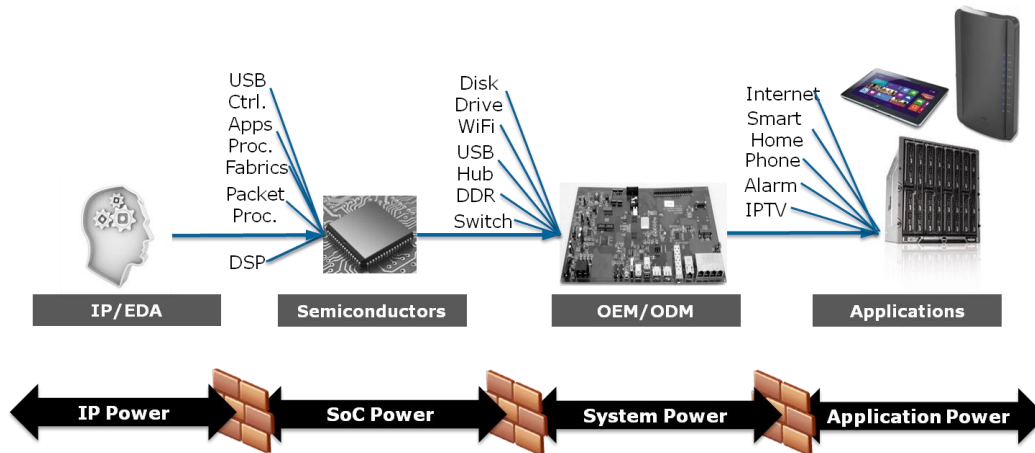 USB
Ctrl.
Apps
Proc.
Fabrics
Packet
Proc.
DSP
Disk
Drive
WiFi
USB
Hub
DDR
Switch
Internet
Smart
Home
Phone
Alarm
IPTV
IP/EDA
Semiconductors
OEM/ODM
Applications
IP Power
SoC Power
System Power
Application Power